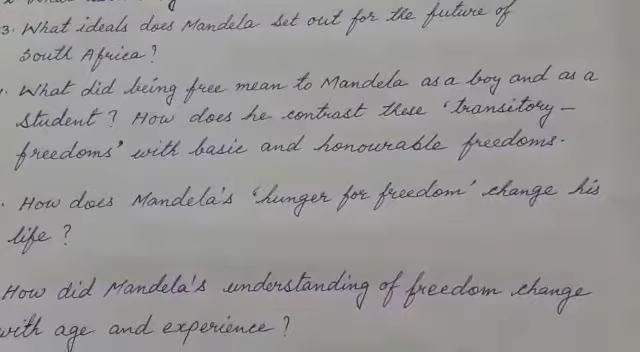 3. What ideals does Mandela set out for the future of
South Africa?
What did being free mean to Mandela as a boy and as a
student? How does he contrast these 'transitory-
freedoms' with basic and honourable freedoms.
. How does Mandela's 'hunger for freedom' change his
life?
How did Mandela's understanding of freedom change
with age and experience?